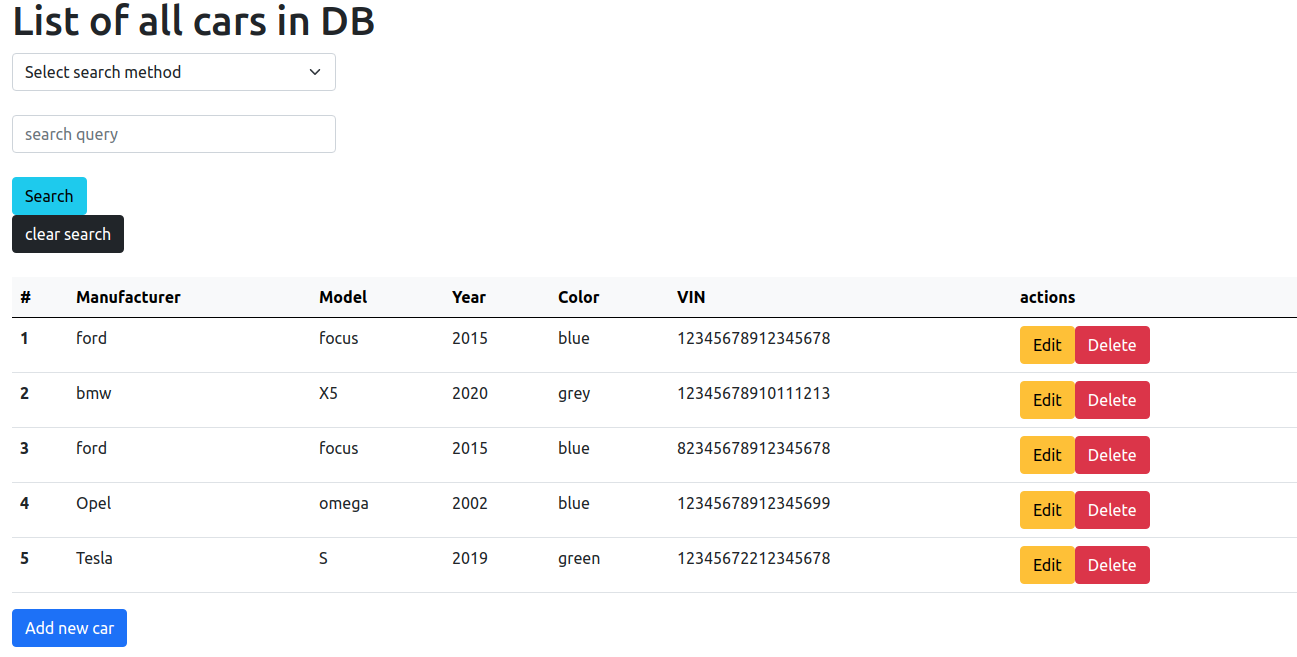 List of all cars in DB
Select search method
search query
Search
clear search
# Manufacturer Model Year Color VIN actions
1 ford focus 2015 blue 12345678912345678 Edit Delete
2 bmw X5 2020 grey 12345678910111213 Edit Delete
3 ford focus 2015 blue 82345678912345678 Edit Delete
4 Opel omega 2002 blue 12345678912345699 Edit Delete
5 Tesla S 2019 green 12345672212345678 Edit Delete
Add new car